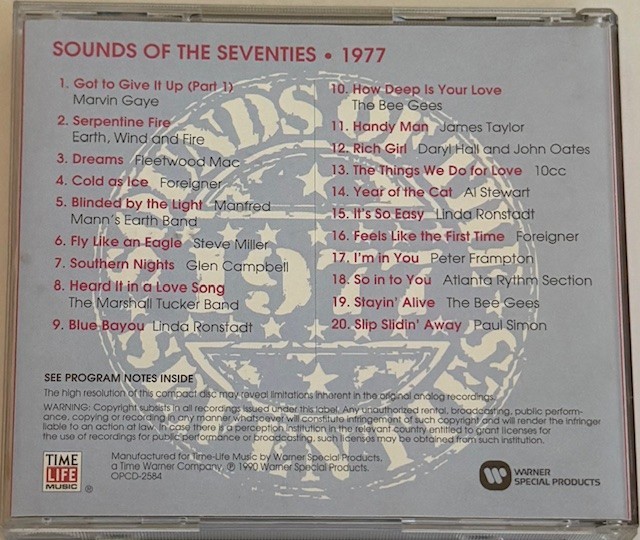 SOUNDS OF THE SEVENTIES • 1977
1. Got to Give It Up (Part 1)
Marvin Gaye
2. Serpentine Fire
Earth, Wind and Fire
3. Dreams Fleetwood Mac
4. Cold as Ice Foreigner
5. Blinded by the Light Manfred
Mann's Earth Band
6. Fly Like an Eagle Steve Miller
7. Southern Nights Glen Campbell
8. Heard It in a Love Song
The Marshall Tucker Band
9. Blue Bayou Linda Ronstadt
10. How Deep Is Your Love
The Bee Gees
11. Handy Man James Taylor
12. Rich Girl Daryl Hall and John Oates
13. The Things We Do for Love 10cc
14. Year of the Cat Al Stewart
15. It's So Easy Linda Ronstadt
16. Feels Like the First Time Foreigner
17. I'm in You Peter Frampton
18. So in to You Atlanta Rythm Section
19. Stayin' Alive The Bee Gees
20. Slip Slidin' Away Paul Simon
SOUNDS OF THE
1977
SEVENTIES
SEE PROGRAM NOTES INSIDE
The high resolution of this compact disc may reveal limitations inherent in the original analog recordings.
WARNING: Copyright subsists in all recordings issued under this label. Any unauthorized rental, broadcasting, public perform-
ance, copying or recording in any manner whatsoever will constitute infringement of such copyright and will render the infringer
liable to an action at law. In case there is a perception institution in the relevant country entitled to grant licenses for
the use of recordings for public performance or broadcasting, such licenses may be obtained from such institution.
TIME
LIFE
MUSIC
®
Manufactured for Time-Life Music by Warner Special Products,
a Time Warner Company. ℗ 1990 Warner Special Products.
OPCD-2584
WARNER
SPECIAL PRODUCTS